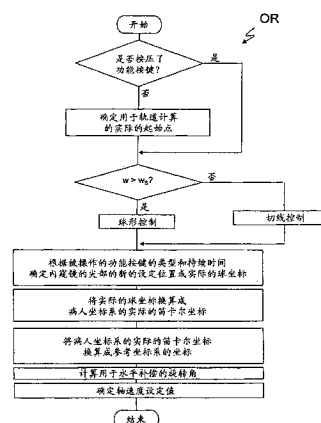 OR
开始
是否按压了
功能按键?
是
否
确定用于轨道计算
的实际的起始点
w > wS?
否
是
球形控制
切线控制
根据被操作的功能按键的类型和持续时间
确定内窥镜的尖部的新的设定位置或实际的球坐标
将实际的球坐标换算成
病人坐标系的实际的笛卡尔坐标
将病人坐标系的实际的笛卡尔坐标
换算成参考坐标系的坐标
计算用于水平补偿的旋转角
确定轴速度设定值
结束